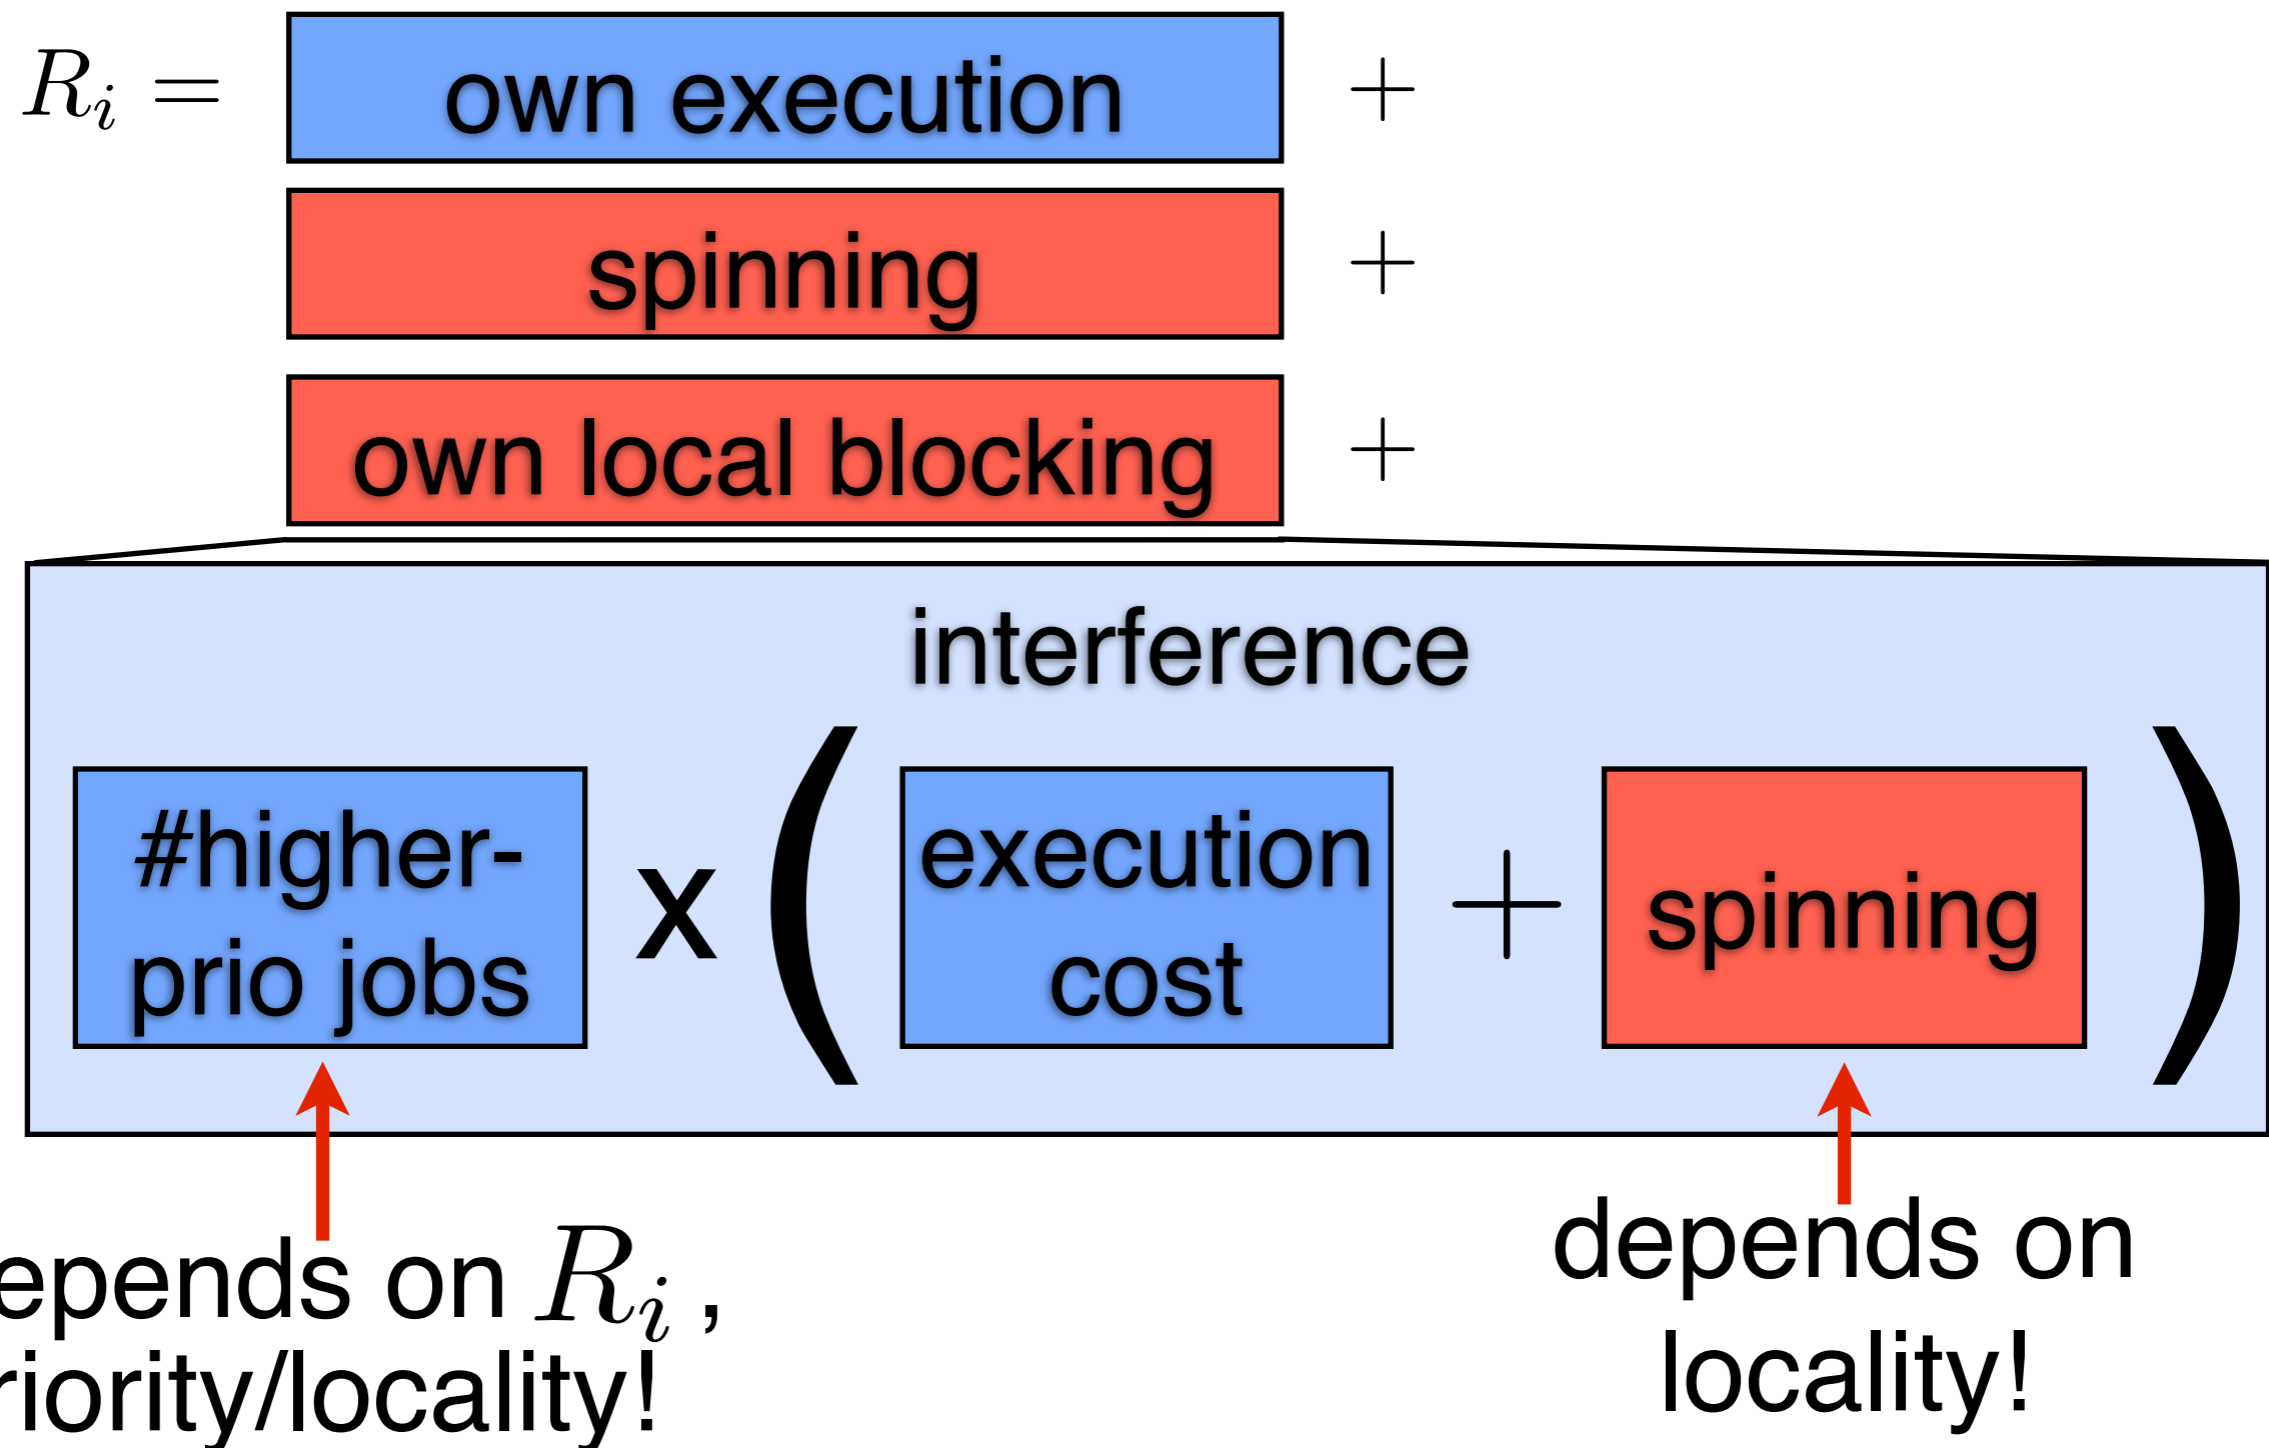 R_i = own execution +
spinning +
own local blocking +
interference
#higher-
prio jobs
x ( execution
cost
+ spinning )
epends on R_i ,
riority/locality!
depends on
locality!